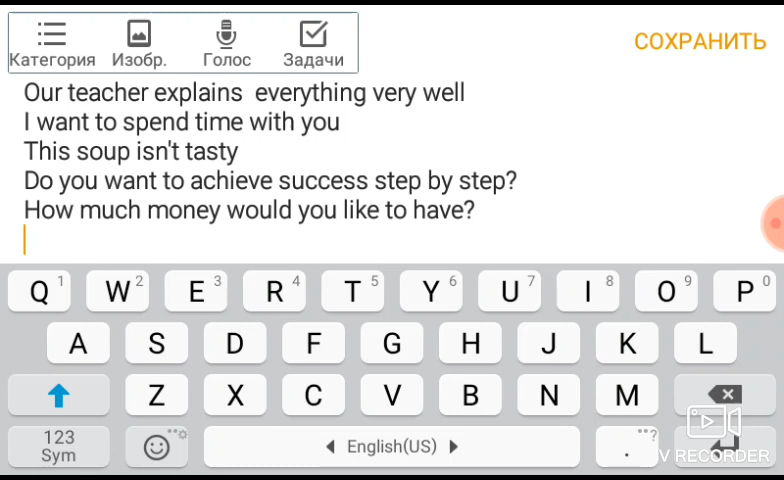 Категория Изобр. Голос Задачи
СОХРАНИТЬ
Our teacher explains  everything very well
I want to spend time with you
This soup isn't tasty
Do you want to achieve success step by step?
How much money would you like to have?
Q 1 W 2 E 3 R 4 T 5 Y 6 U 7 I 8 O 9 P 0
A S D F G H J K L
Z X C V B N M
123
Sym
English(US)
. ?
V RECORDER